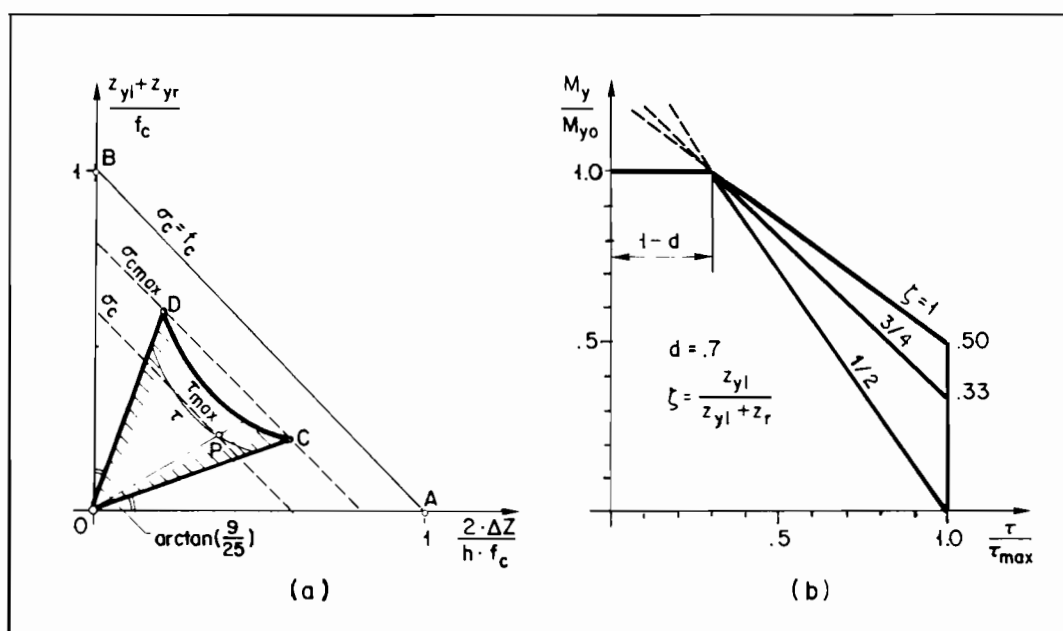 z_yl + z_yr
f_c
B
1
σ_c = f_c
σ_cmax
σ_c
D
τ_max
τ
P
C
O
A
arctan(9/25)
1
2 · ΔZ
h · f_c
(a)
M_y
M_yo
1.0
1 - d
.5
d = .7
ζ = z_yl / z_yl + z_r
ζ = 1
3/4
1/2
.50
.33
.5
1.0
τ
τ_max
(b)